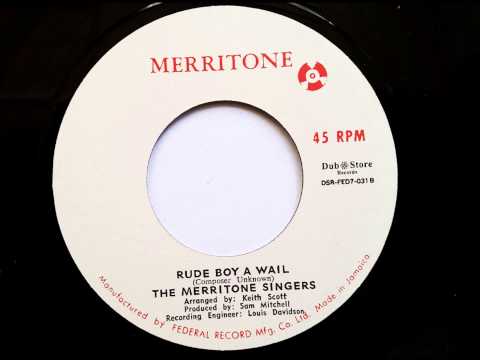 MERRITONE
45 RPM
Dub Store
Records
DSR-FED7-031 B
RUDE BOY A WAIL
(Composer Unknown)
THE MERRITONE SINGERS
Arranged by: Keith Scott
Produced by: Sam Mitchell
Recording Engineer: Louis Davidson.
Manufactured by FEDERAL RECORD Mfg. Co. Ltd. Made in Jamaica